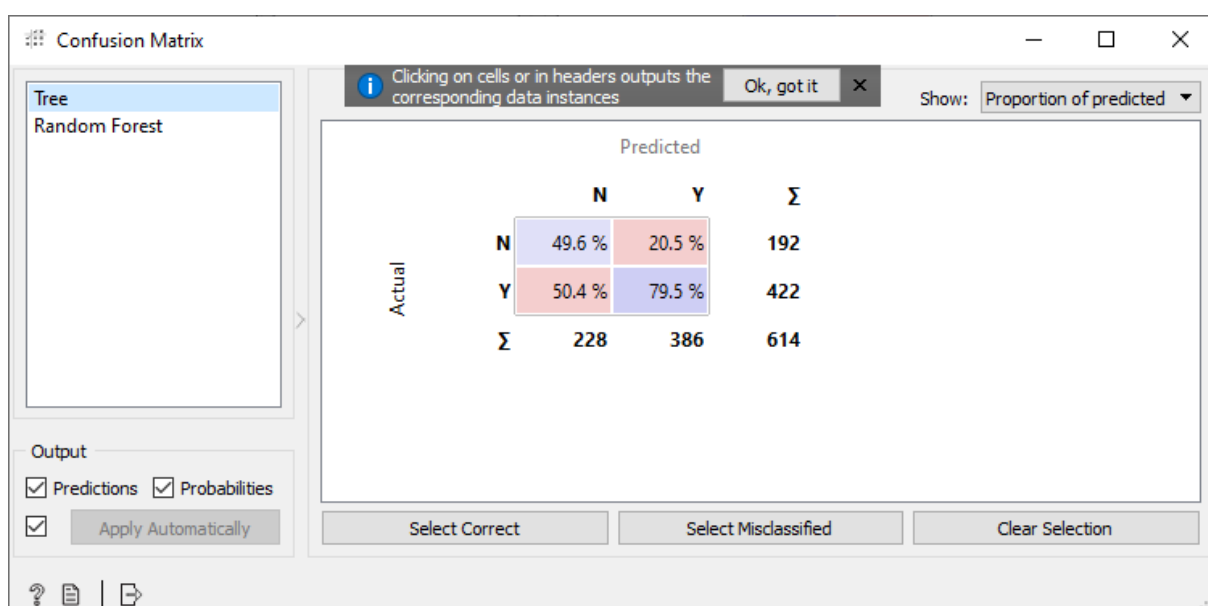 Confusion Matrix
Tree
Random Forest
Clicking on cells or in headers outputs the
corresponding data instances
Ok, got it
Show: Proportion of predicted
Predicted
N Y Σ
Actual
N 49.6 % 20.5 % 192
Y 50.4 % 79.5 % 422
Σ 228 386 614
Output
Predictions Probabilities
Apply Automatically
Select Correct Select Misclassified Clear Selection